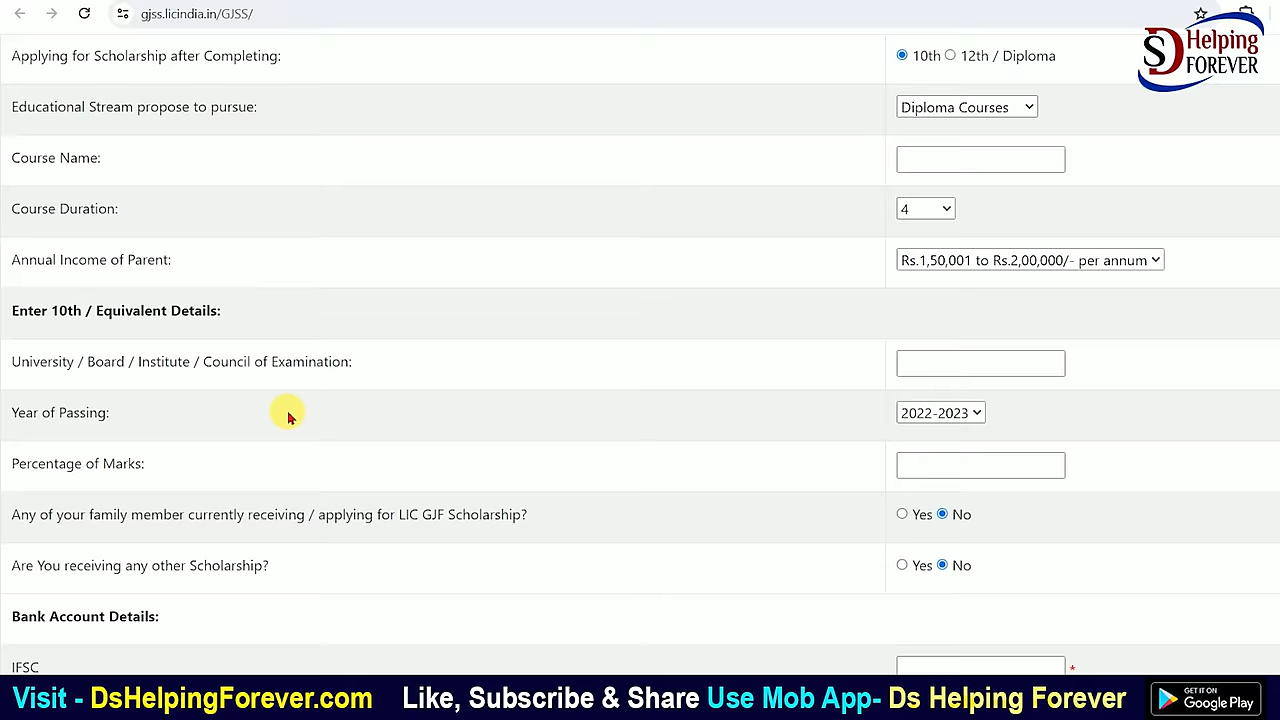 gjss.licindia.in/GJSS/
SD Helping FOREVER
Applying for Scholarship after Completing: 10th 12th / Diploma
Educational Stream propose to pursue: Diploma Courses
Course Name:
Course Duration: 4
Annual Income of Parent: Rs.1,50,001 to Rs.2,00,000/- per annum
Enter 10th / Equivalent Details:
University / Board / Institute / Council of Examination:
Year of Passing: 2022-2023
Percentage of Marks:
Any of your family member currently receiving / applying for LIC GJF Scholarship? Yes No
Are You receiving any other Scholarship? Yes No
Bank Account Details:
IFSC *
Visit - DsHelpingForever.com Like, Subscribe & Share Use Mob App- Ds Helping Forever GET IT ON Google Play